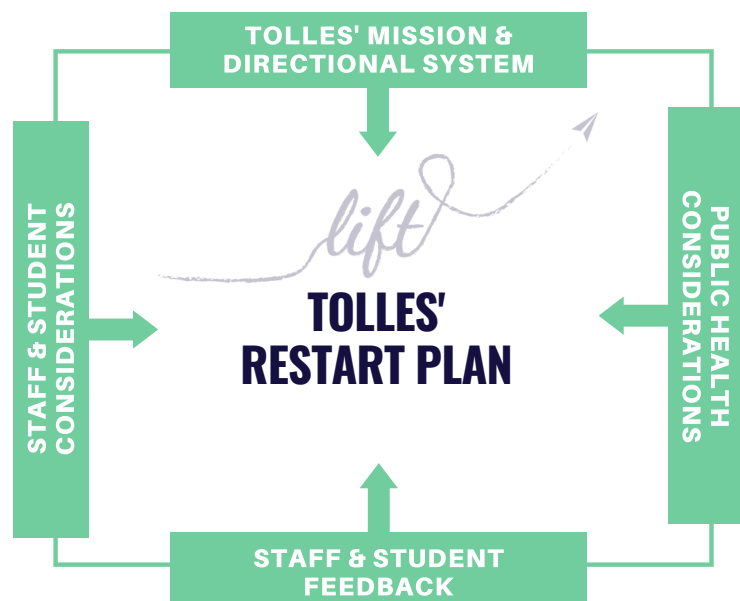 TOLLES' MISSION &
DIRECTIONAL SYSTEM
STAFF & STUDENT
CONSIDERATIONS
lift
TOLLES'
RESTART PLAN
PUBLIC HEALTH
CONSIDERATIONS
STAFF & STUDENT
FEEDBACK